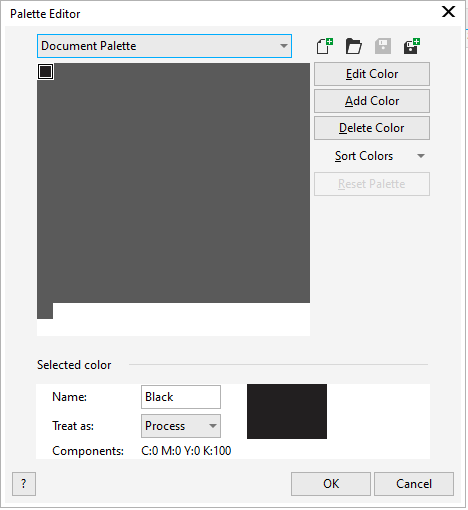 Palette Editor
Document Palette
Edit Color
Add Color
Delete Color
Sort Colors
Reset Palette
Selected color
Name: Black
Treat as: Process
Components: C:0 M:0 Y:0 K:100
? OK Cancel